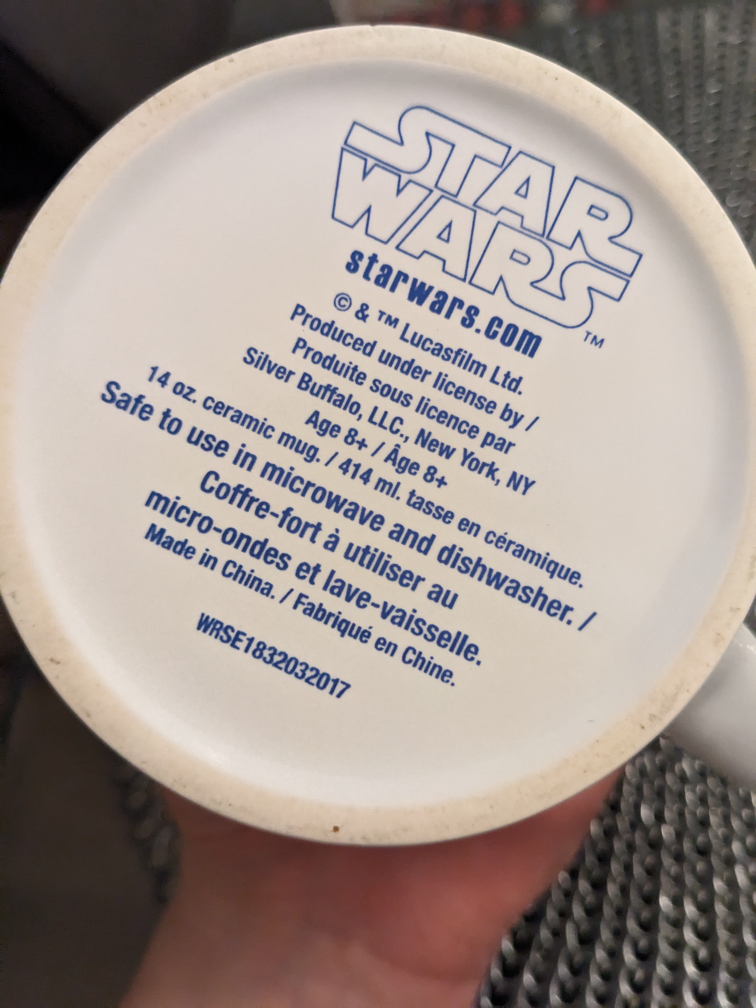 STAR
WARS™
starwars.com
© & ™ Lucasfilm Ltd.
Produced under license by /
Produite sous licence par
Silver Buffalo, LLC., New York, NY
Age 8+ / Âge 8+
14 oz. ceramic mug. / 414 ml. tasse en céramique.
Safe to use in microwave and dishwasher. /
Coffre-fort à utiliser au
micro-ondes et lave-vaisselle.
Made in China. / Fabriqué en Chine.
WRSE1832032017